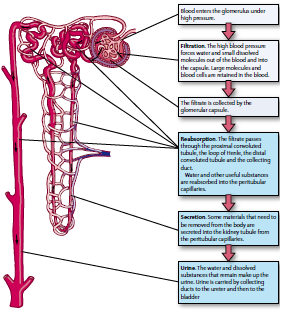 Blood enters the glomerulus under
high pressure.
Filtration. The high blood pressure
forces water and small dissolved
molecules out of the blood and into
the capsule. Large molecules and
blood cells are retained in the blood.
The filtrate is collected by the
glomerular capsule.
Reabsorption. The filtrate passes
through the proximal convoluted
tubule, the loop of Henle, the distal
convoluted tubule and the collecting
duct.
Water and other useful substances
are reabsorbed into the peritubular
capillaries.
Secretion. Some materials that need to
be removed from the body are
secreted into the kidney tubule from
the peritubular capillaries.
Urine. The water and dissolved
substances that remain make up the
urine. Urine is carried by collecting
ducts to the ureter and then to the
bladder